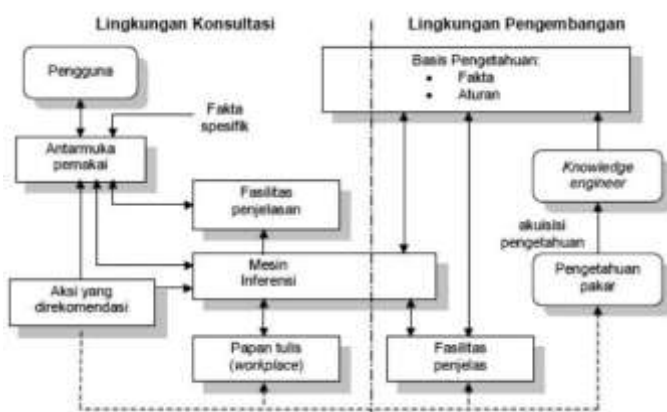 Lingkungan Konsultasi
Lingkungan Pengembangan
Pengguna
Basis Pengetahuan:
• Fakta
• Aturan
Fakta
spesifik
Antarmuka
pemakai
Knowledge
engineer
Fasilitas
penjelasan
akuisisi
pengetahuan
Mesin
Inferensi
Pengetahuan
pakar
Aksi yang
direkomendasi
Papan tulis
(workplace)
Fasilitas
penjelas